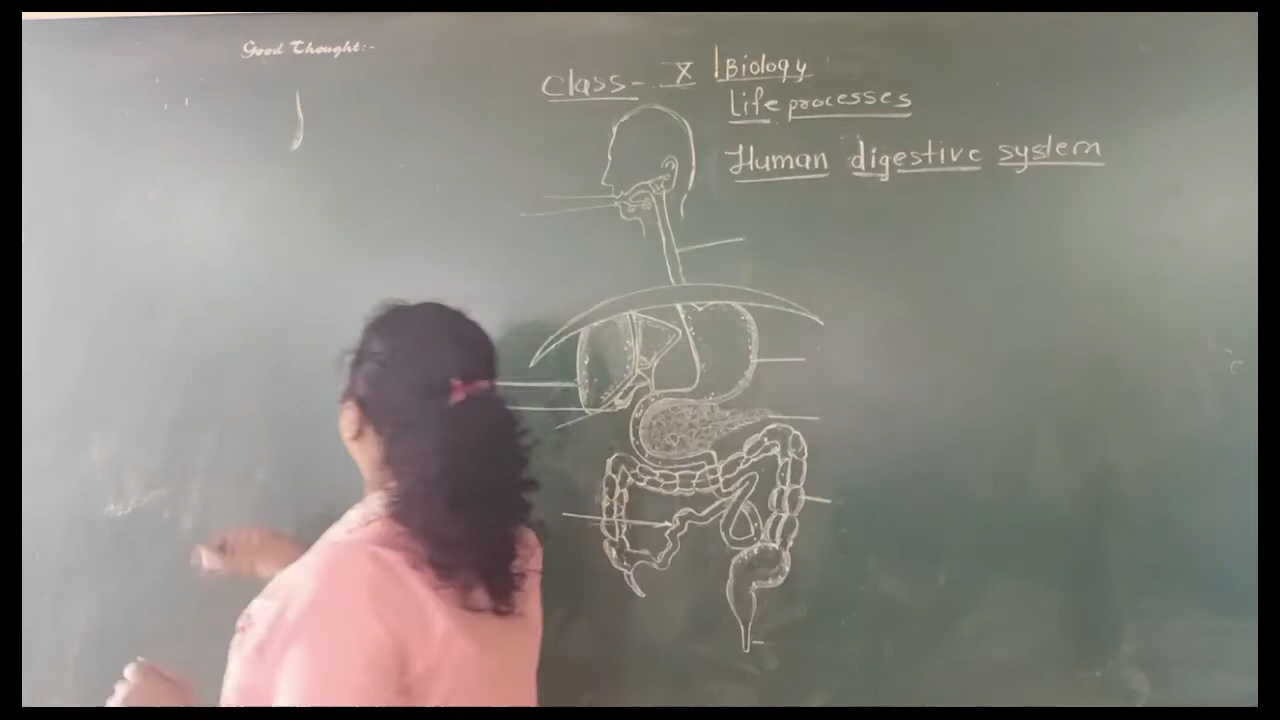 Good Thought:-
Class- X Biology
Life processes
Human digestive system